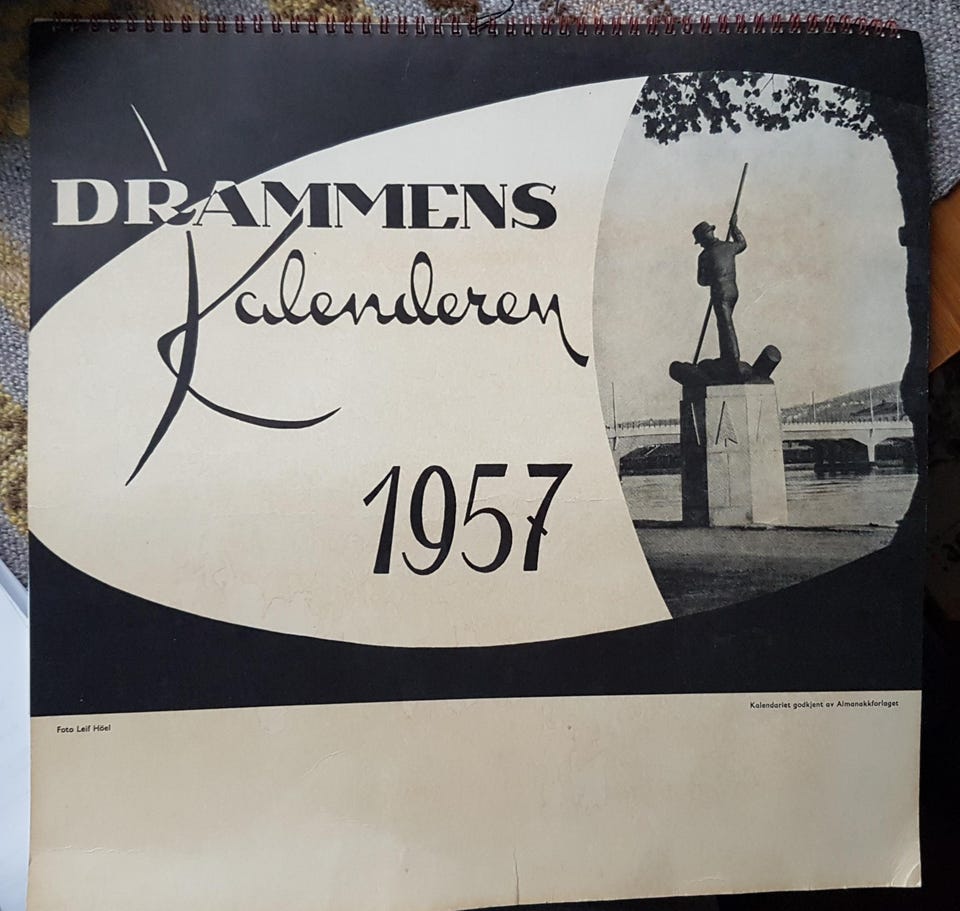 DRAMMENS
Kalenderen
1957
Kalendariet godkjent av Almanakkforlaget
Foto Leif Höel